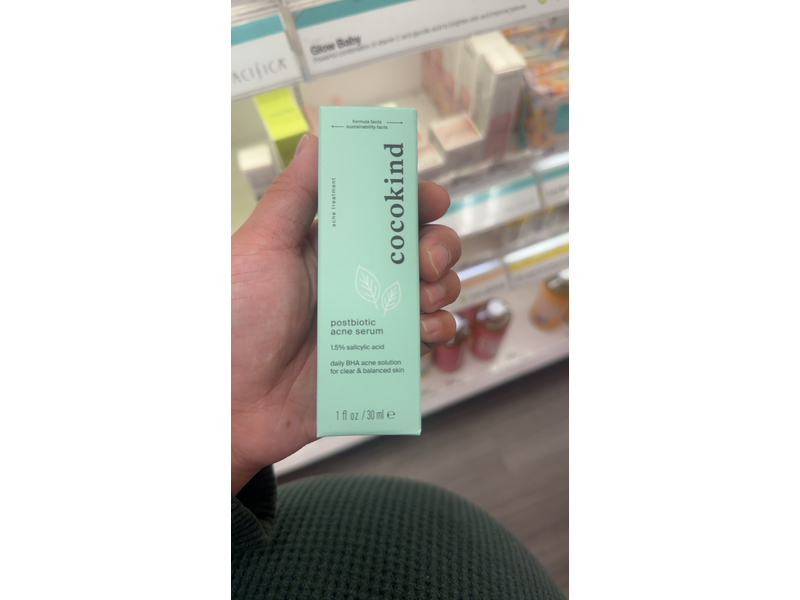 PACIFICA
Glow Baby
formula facts
sustainability facts
cocokind
acne treatment
postbiotic
acne serum
1.5% salicylic acid
daily BHA acne solution
for clear & balanced skin
1 fl oz / 30 ml ℮